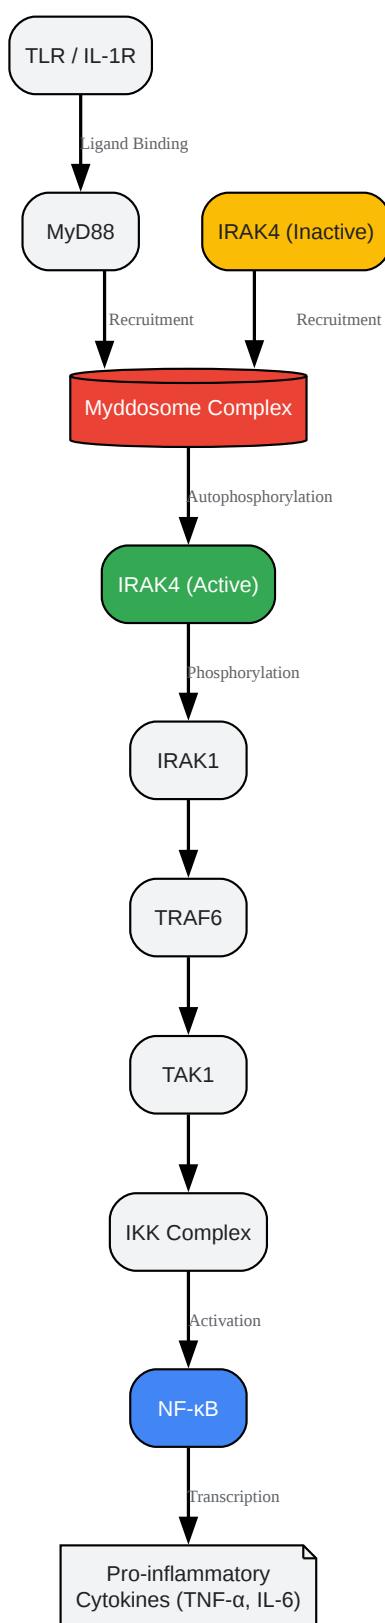 TLR / IL-1R
Ligand Binding
MyD88
IRAK4 (Inactive)
Recruitment
Recruitment
Myddosome Complex
Autophosphorylation
IRAK4 (Active)
Phosphorylation
IRAK1
TRAF6
TAK1
IKK Complex
Activation
NF-κB
Transcription
Pro-inflammatory
Cytokines (TNF-α, IL-6)